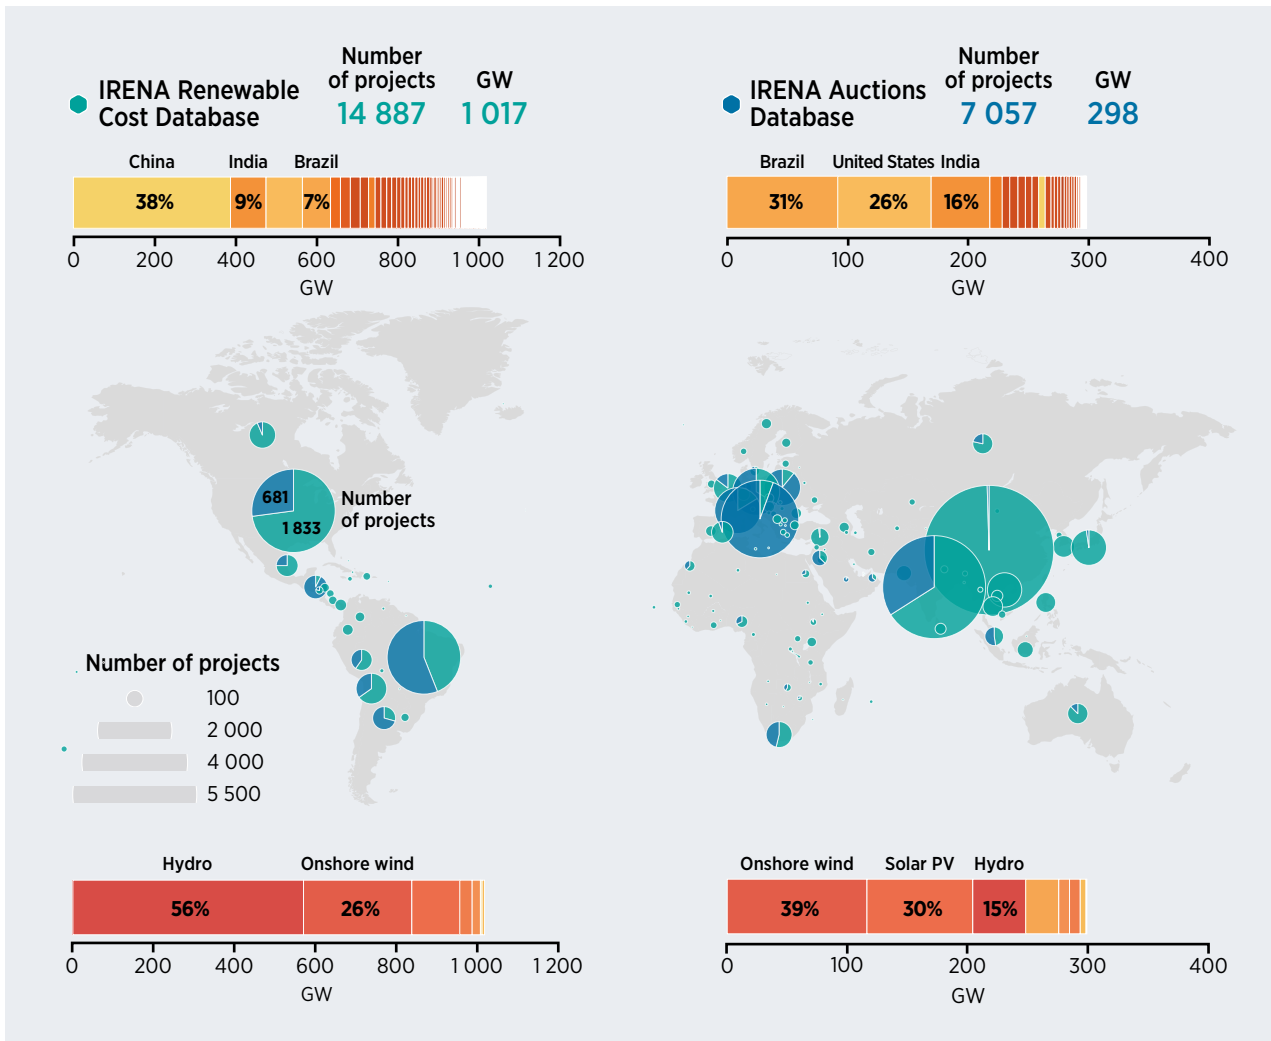 IRENA Renewable
Cost Database
Number
of projects
14 887
GW
1 017
China India Brazil
38% 9% 7%
0 200 400 600 800 1 000 1 200
GW
IRENA Auctions
Database
Number
of projects
7 057
GW
298
Brazil United States India
31% 26% 16%
0 100 200 300 400
GW
681
1 833
Number
of projects
Number of projects
100
2 000
4 000
5 500
Hydro Onshore wind
56% 26%
0 200 400 600 800 1 000 1 200
GW
Onshore wind Solar PV Hydro
39% 30% 15%
0 100 200 300 400
GW